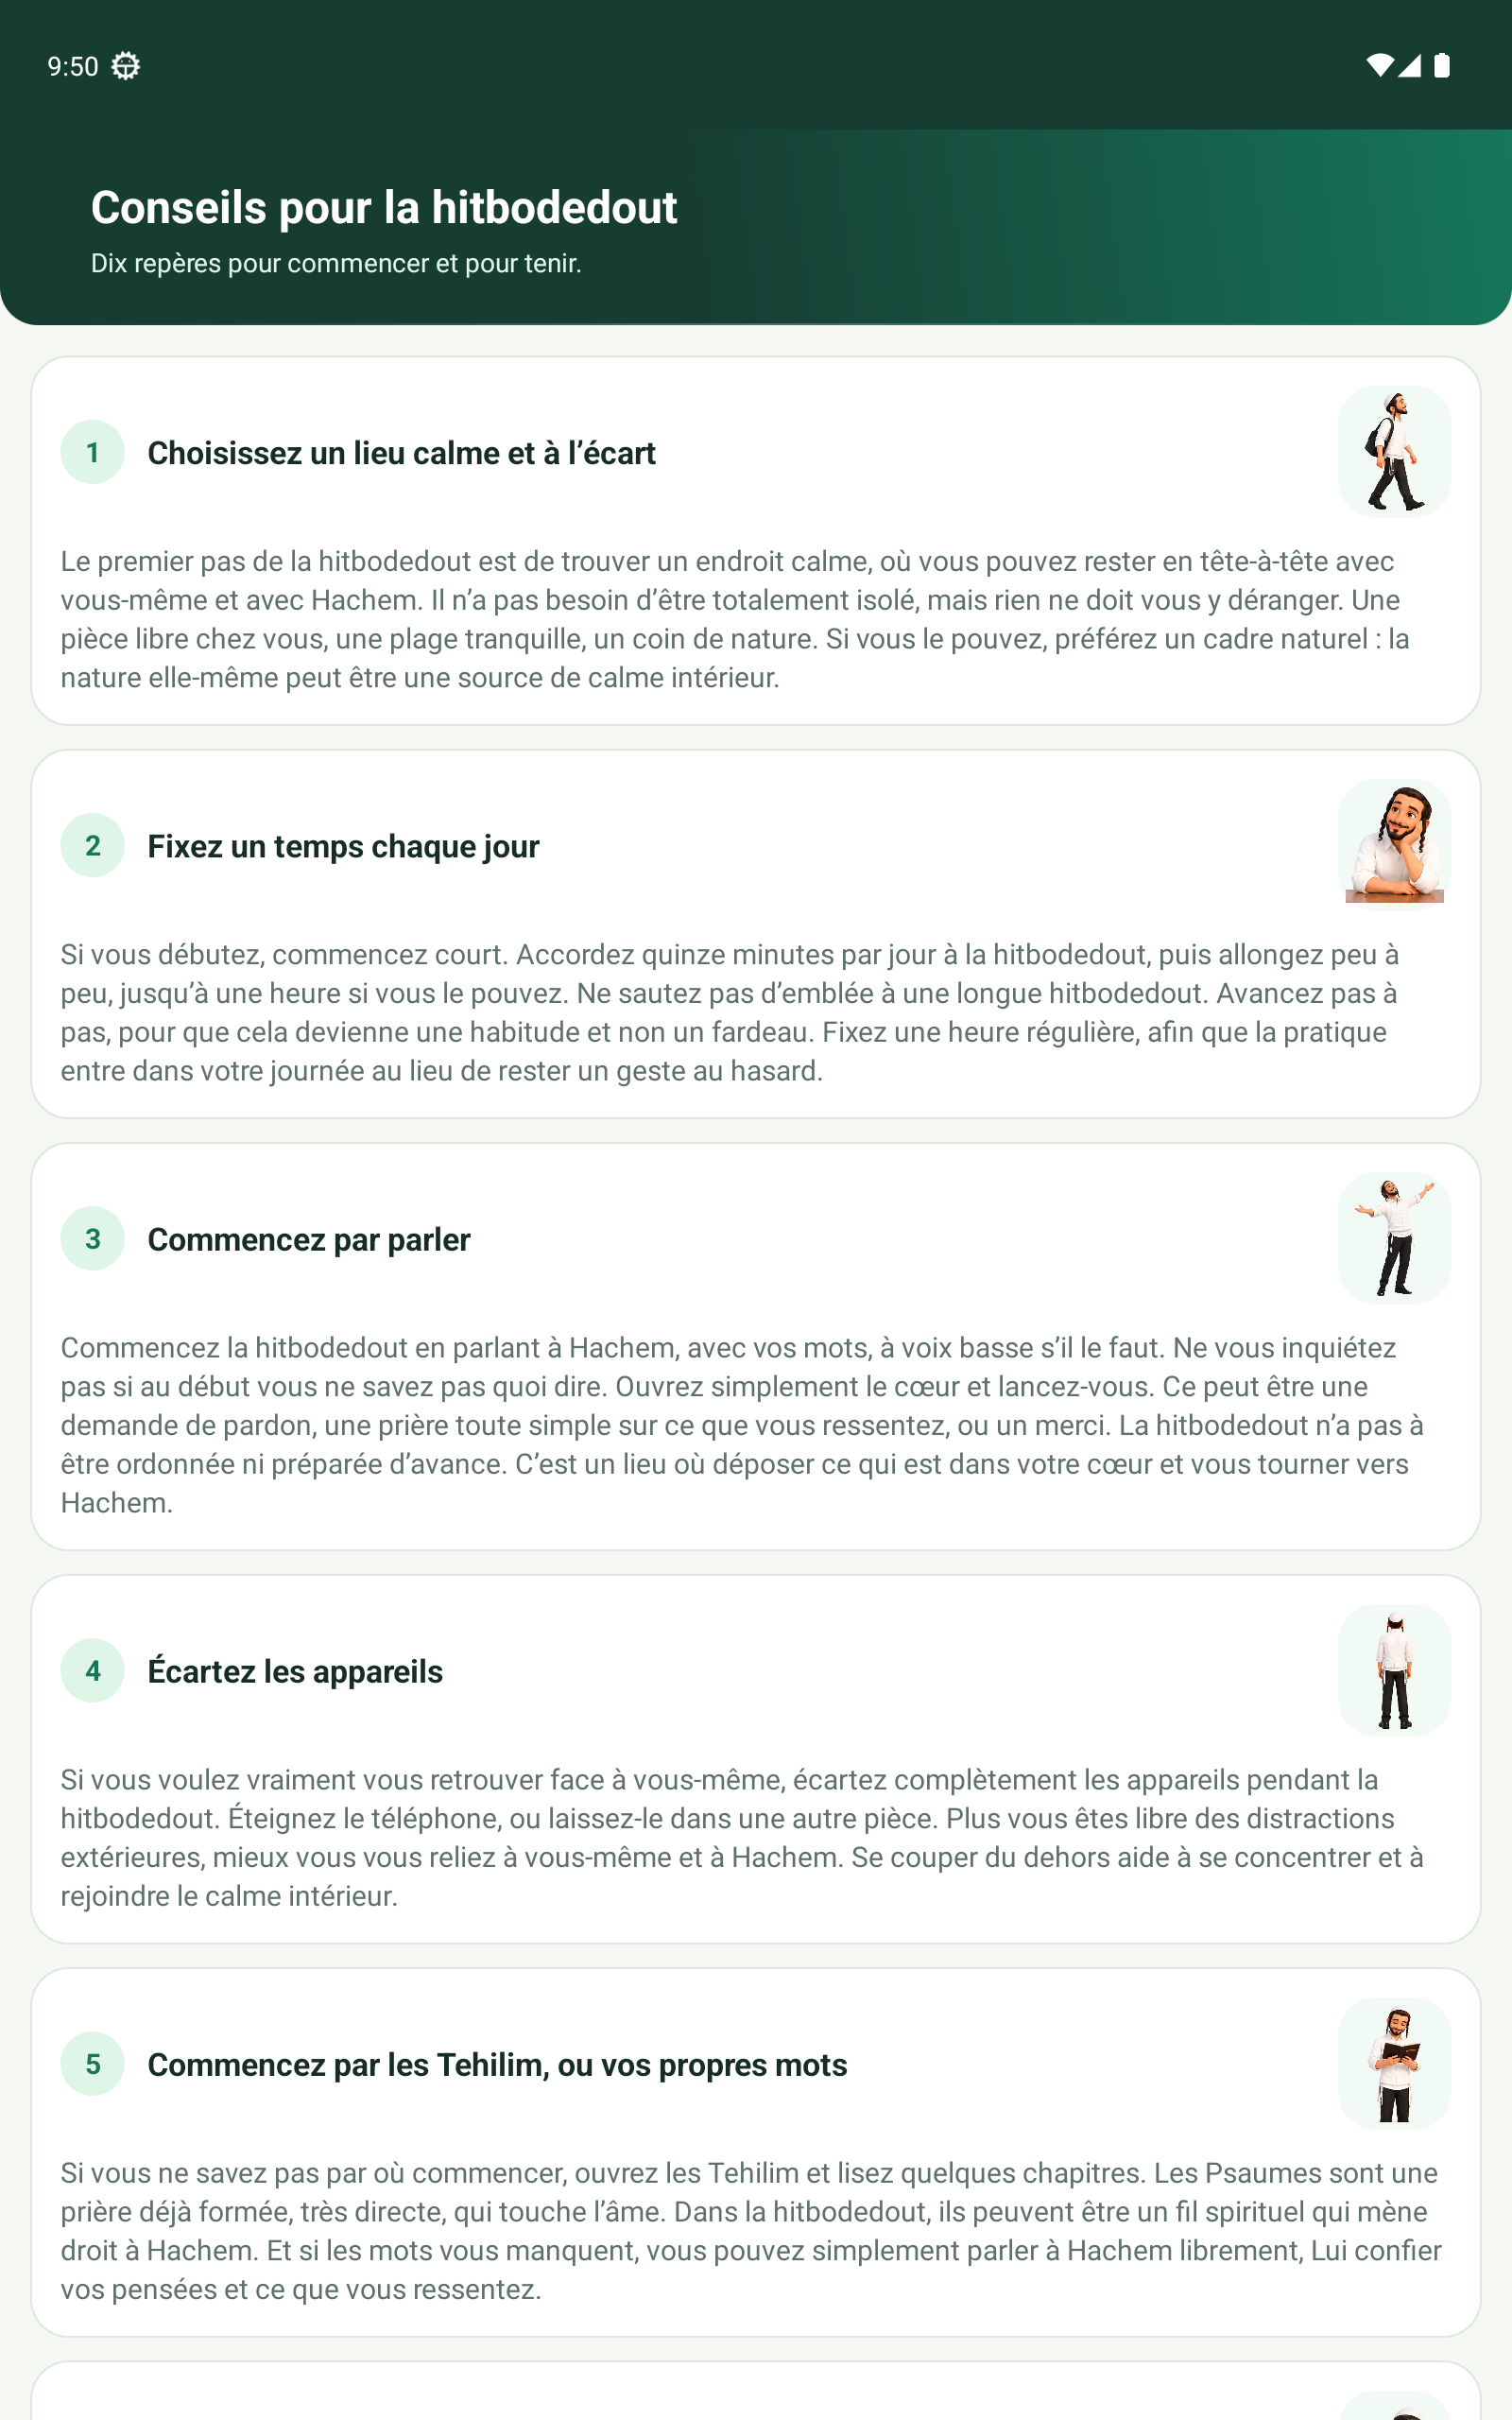 9:50
Conseils pour la hitbodedout
Dix repères pour commencer et pour tenir.
1 Choisissez un lieu calme et à l’écart
Le premier pas de la hitbodedout est de trouver un endroit calme, où vous pouvez rester en tête-à-tête avec
vous-même et avec Hachem. Il n’a pas besoin d’être totalement isolé, mais rien ne doit vous y déranger. Une
pièce libre chez vous, une plage tranquille, un coin de nature. Si vous le pouvez, préférez un cadre naturel : la
nature elle-même peut être une source de calme intérieur.
2 Fixez un temps chaque jour
Si vous débutez, commencez court. Accordez quinze minutes par jour à la hitbodedout, puis allongez peu à
peu, jusqu’à une heure si vous le pouvez. Ne sautez pas d’emblée à une longue hitbodedout. Avancez pas à
pas, pour que cela devienne une habitude et non un fardeau. Fixez une heure régulière, afin que la pratique
entre dans votre journée au lieu de rester un geste au hasard.
3 Commencez par parler
Commencez la hitbodedout en parlant à Hachem, avec vos mots, à voix basse s’il le faut. Ne vous inquiétez
pas si au début vous ne savez pas quoi dire. Ouvrez simplement le cœur et lancez-vous. Ce peut être une
demande de pardon, une prière toute simple sur ce que vous ressentez, ou un merci. La hitbodedout n’a pas à
être ordonnée ni préparée d’avance. C’est un lieu où déposer ce qui est dans votre cœur et vous tourner vers
Hachem.
4 Écartez les appareils
Si vous voulez vraiment vous retrouver face à vous-même, écartez complètement les appareils pendant la
hitbodedout. Éteignez le téléphone, ou laissez-le dans une autre pièce. Plus vous êtes libre des distractions
extérieures, mieux vous vous reliez à vous-même et à Hachem. Se couper du dehors aide à se concentrer et à
rejoindre le calme intérieur.
5 Commencez par les Tehilim, ou vos propres mots
Si vous ne savez pas par où commencer, ouvrez les Tehilim et lisez quelques chapitres. Les Psaumes sont une
prière déjà formée, très directe, qui touche l’âme. Dans la hitbodedout, ils peuvent être un fil spirituel qui mène
droit à Hachem. Et si les mots vous manquent, vous pouvez simplement parler à Hachem librement, Lui confier
vos pensées et ce que vous ressentez.